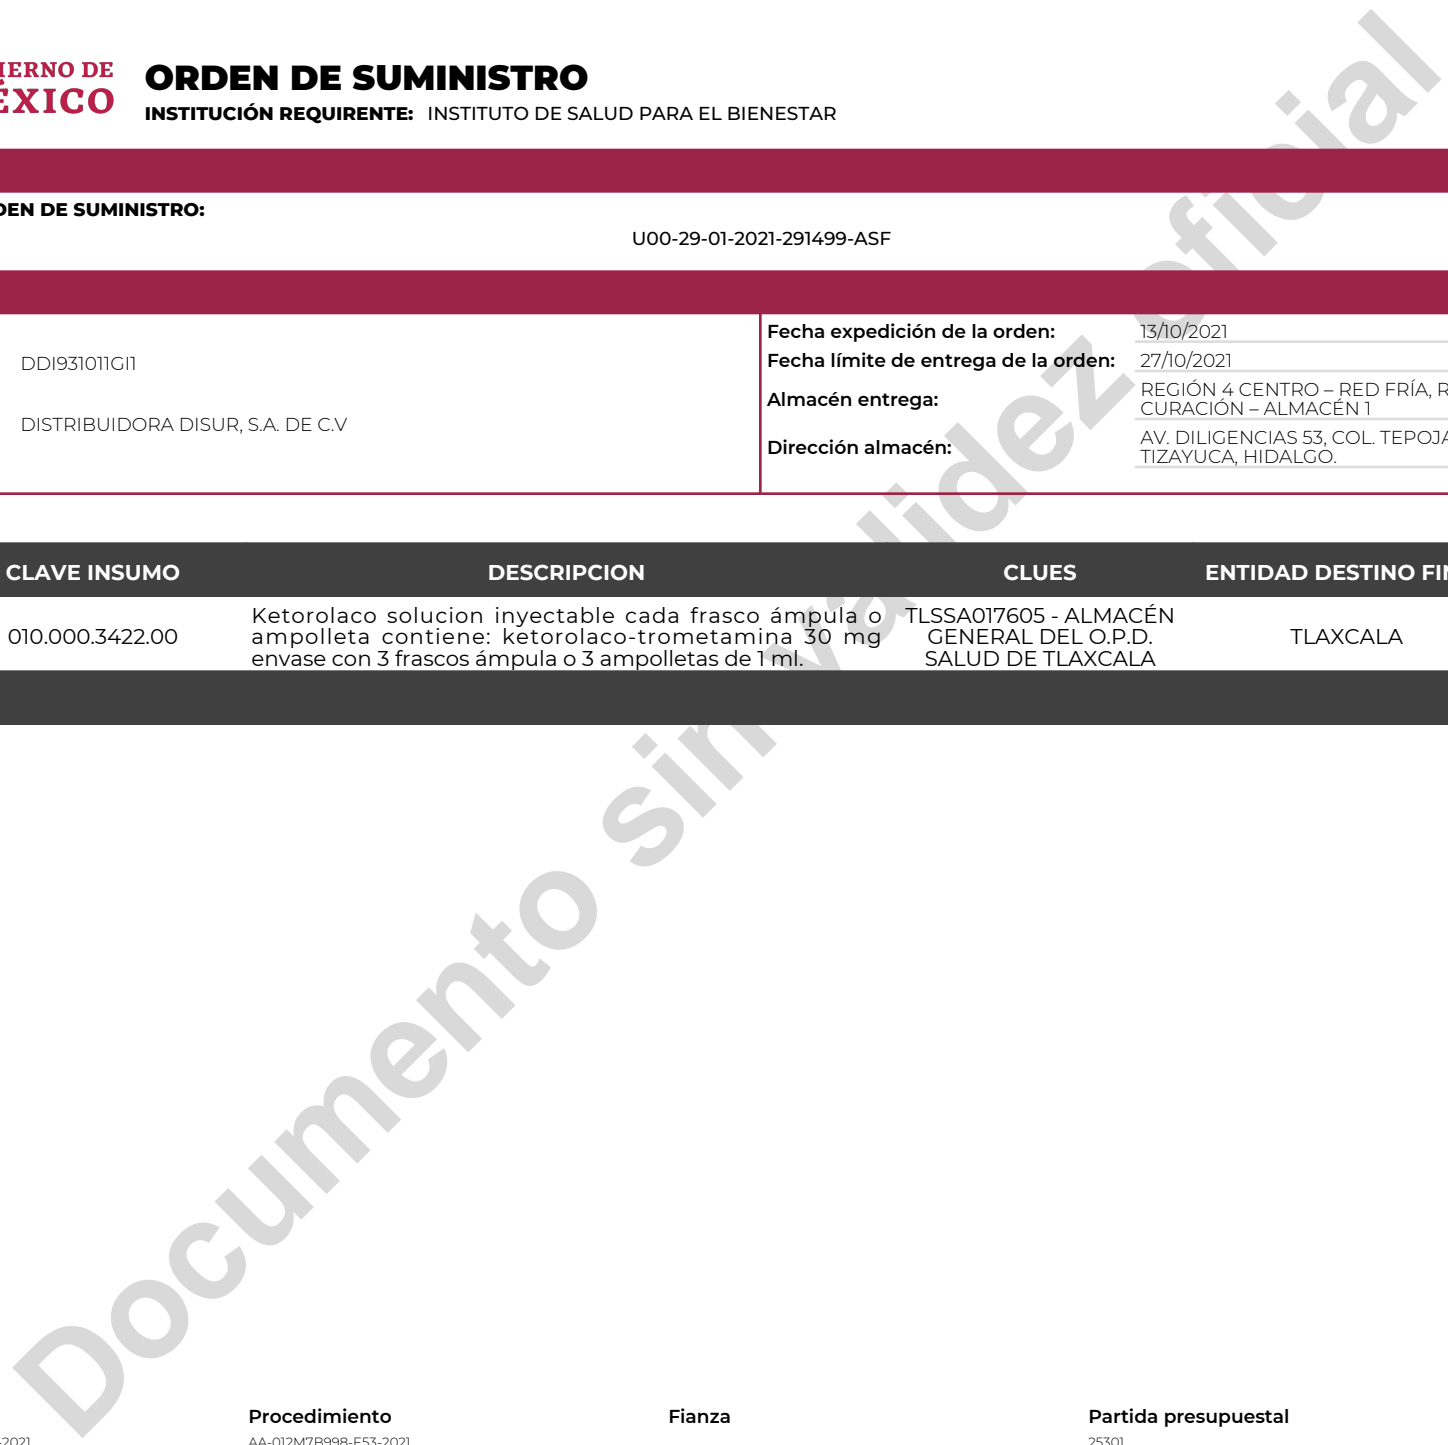 IERNO DE
ÉXICO
ORDEN DE SUMINISTRO
INSTITUCIÓN REQUIRENTE: INSTITUTO DE SALUD PARA EL BIENESTAR
DEN DE SUMINISTRO:
U00-29-01-2021-291499-ASF
DDI931011GI1
DISTRIBUIDORA DISUR, S.A. DE C.V
Fecha expedición de la orden: 13/10/2021
Fecha límite de entrega de la orden: 27/10/2021
Almacén entrega: REGIÓN 4 CENTRO – RED FRÍA, R
CURACIÓN – ALMACÉN 1
Dirección almacén: AV. DILIGENCIAS 53, COL. TEPOJA
TIZAYUCA, HIDALGO.
CLAVE INSUMO DESCRIPCION CLUES ENTIDAD DESTINO FIN
010.000.3422.00
Ketorolaco solucion inyectable cada frasco ámpula o
ampolleta contiene: ketorolaco-trometamina 30 mg
envase con 3 frascos ámpula o 3 ampolletas de 1 ml.
TLSSA017605 - ALMACÉN
GENERAL DEL O.P.D.
SALUD DE TLAXCALA
TLAXCALA
Documento sin validez oficial
Procedimiento Fianza Partida presupuestal
-2021 AA-012M7B998-E53-2021 25301